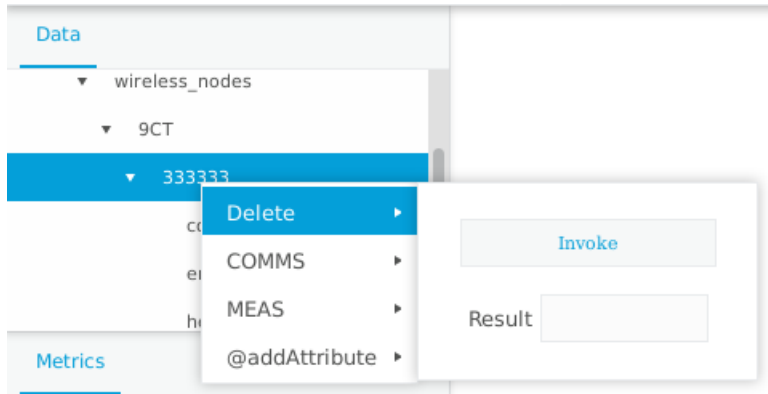 Data
wireless_nodes
9CT
333333
Delete
Invoke
COMMS
MEAS
Result
@addAttribute
Metrics